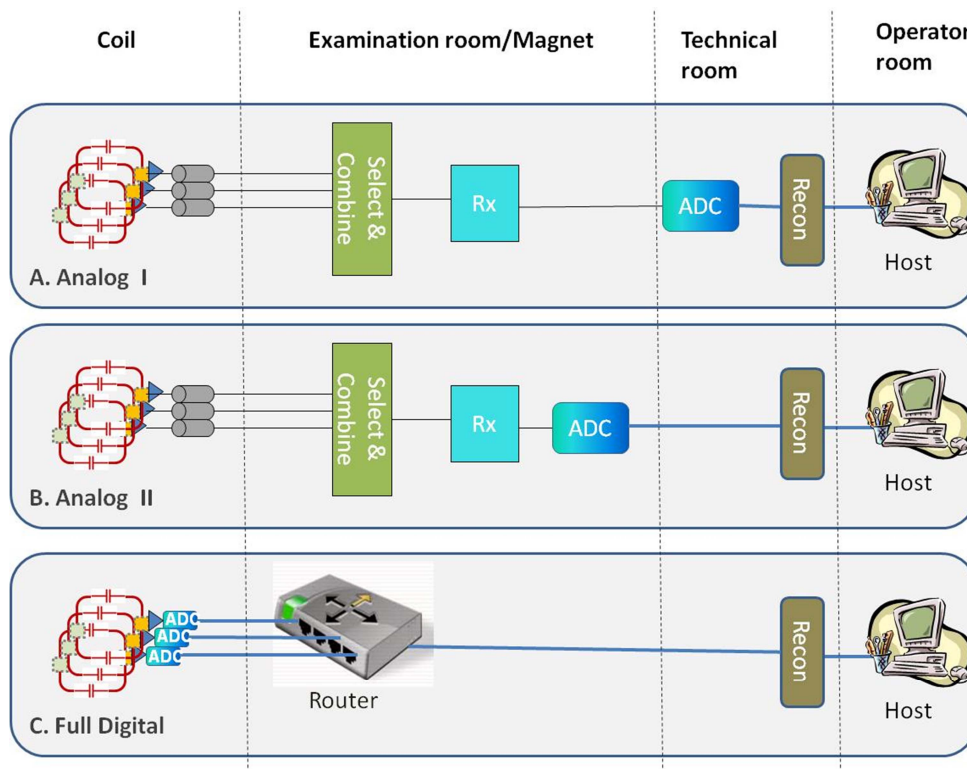 Coil
Examination room/Magnet
Technical
room
Operator
room
Select &
Combine
Rx
ADC
Recon
Host
A. Analog I
Select &
Combine
Rx
ADC
Recon
Host
B. Analog II
ADC
ADC
ADC
Router
Recon
Host
C. Full Digital